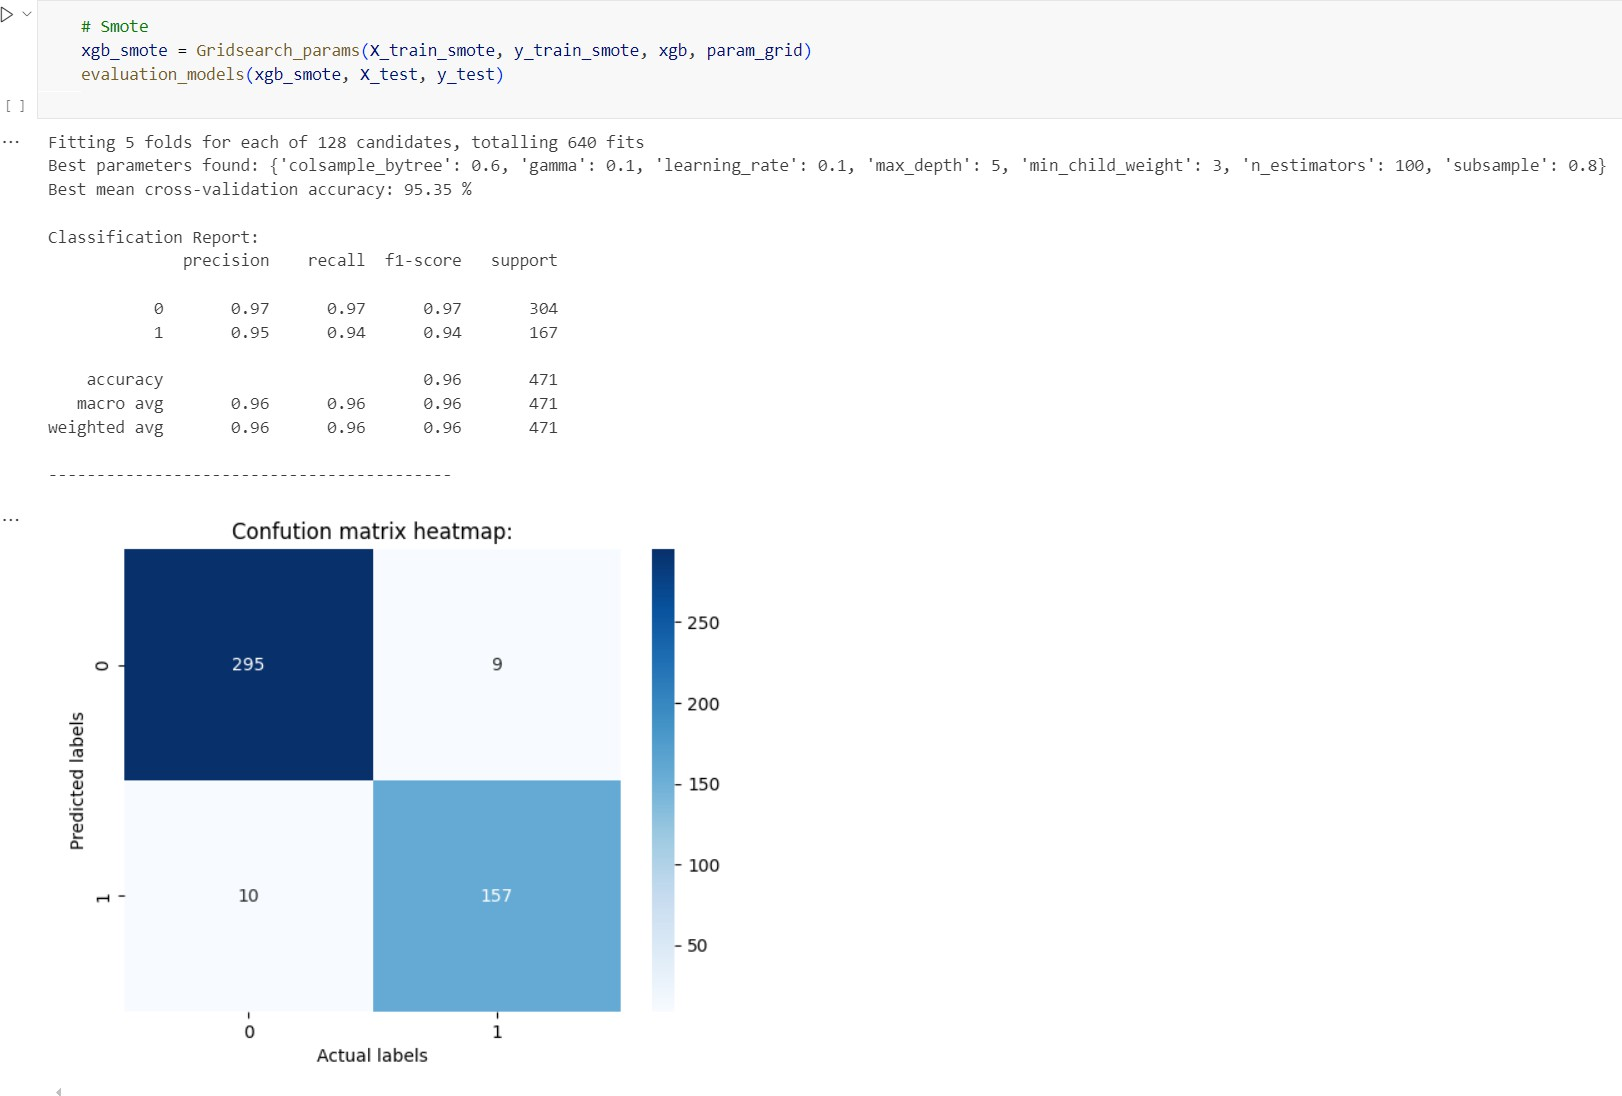 # Smote
xgb_smote = Gridsearch_params(X_train_smote, y_train_smote, xgb, param_grid)
evaluation_models(xgb_smote, X_test, y_test)
[ ]
...
Fitting 5 folds for each of 128 candidates, totalling 640 fits
Best parameters found: {'colsample_bytree': 0.6, 'gamma': 0.1, 'learning_rate': 0.1, 'max_depth': 5, 'min_child_weight': 3, 'n_estimators': 100, 'subsample': 0.8}
Best mean cross-validation accuracy: 95.35 %
Classification Report:
precision recall f1-score support
0 0.97 0.97 0.97 304
1 0.95 0.94 0.94 167
accuracy 0.96 471
macro avg 0.96 0.96 0.96 471
weighted avg 0.96 0.96 0.96 471
------------------------------------------
...
Confution matrix heatmap:
295 9
10 157
0
1
Predicted labels
0 1
Actual labels
250
200
150
100
50